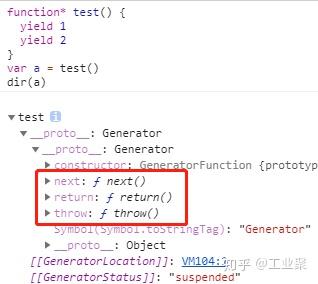 function* test() {
yield 1
yield 2
}
var a = test()
dir(a)
▼ test i
▼ __proto__: Generator
▼ __proto__: Generator
▶ constructor: GeneratorFunction {prototyp
▶ next: ƒ next()
▶ return: ƒ return()
▶ throw: ƒ throw()
Symbol(Symbol.toStringTag): "Generator"
▶ __proto__: Object
[[GeneratorLocation]]: VM104:1
[[GeneratorStatus]]: "suspended"
知乎 @工业聚